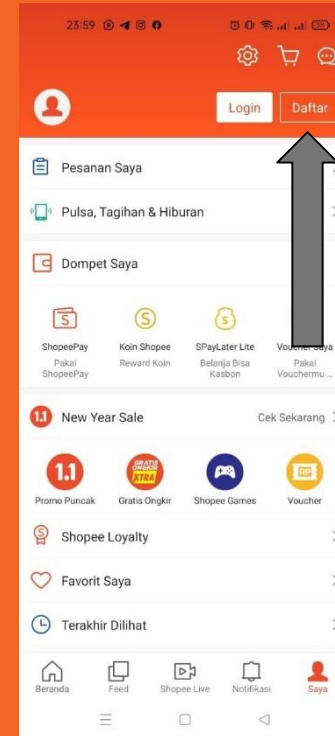 23:59
Login
Daftar
Pesanan Saya
Pulsa, Tagihan & Hiburan
Dompet Saya
ShopeePay
Koin Shopee
SPayLater Lite
Voucher Saya
Pakai ShopeePay
Reward Koin
Belanja Bisa Kasbon
Pakai Vouchermu ...
1.1 New Year Sale
Cek Sekarang
1.1
GRATIS ONGKIR XTRA
Promo Puncak
Gratis Ongkir
Shopee Games
Voucher
Shopee Loyalty
Favorit Saya
Terakhir Dilihat
Beranda
Feed
Shopee Live
Notifikasi
Saya